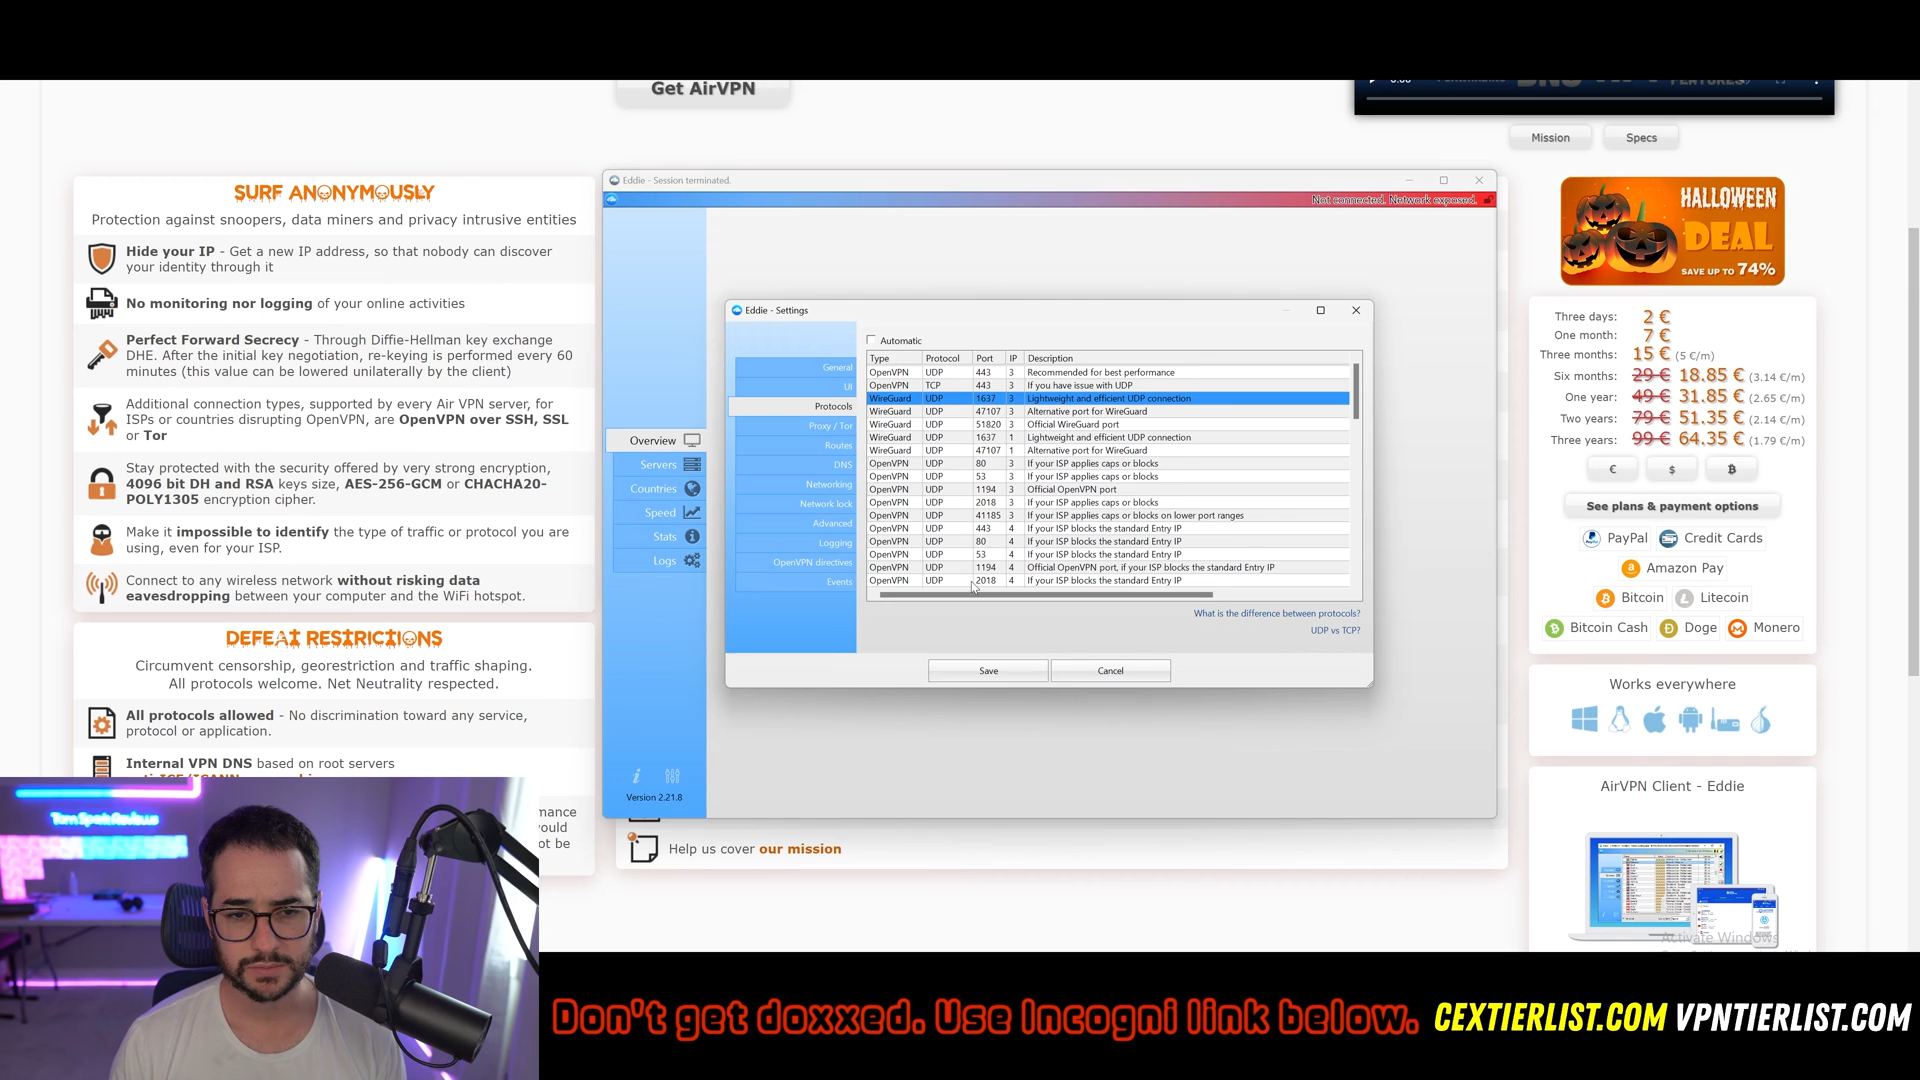 Get AirVPN
Mission
Specs
SURF ANONYMOUSLY
Protection against snoopers, data miners and privacy intrusive entities
Hide your IP - Get a new IP address, so that nobody can discover
your identity through it
No monitoring nor logging of your online activities
Perfect Forward Secrecy - Through Diffie-Hellman key exchange
DHE. After the initial key negotiation, re-keying is performed every 60
minutes (this value can be lowered unilaterally by the client)
Additional connection types, supported by every Air VPN server, for
ISPs or countries disrupting OpenVPN, are OpenVPN over SSH, SSL
or Tor
Stay protected with the security offered by very strong encryption,
4096 bit DH and RSA keys size, AES-256-GCM or CHACHA20-
POLY1305 encryption cipher.
Make it impossible to identify the type of traffic or protocol you are
using, even for your ISP.
Connect to any wireless network without risking data
eavesdropping between your computer and the WiFi hotspot.
DEFEAT RESTRICTIONS
Circumvent censorship, georestriction and traffic shaping.
All protocols welcome. Net Neutrality respected.
All protocols allowed - No discrimination toward any service,
protocol or application.
Internal VPN DNS based on root servers
mance
ould
ot be
Eddie - Session terminated.
Not connected. Network exposed.
Overview
Servers
Countries
Speed
Stats
Logs
Version 2.21.8
Eddie - Settings
General
UI
Protocols
Proxy / Tor
Routes
DNS
Networking
Network lock
Advanced
Logging
OpenVPN directives
Events
Automatic
Type Protocol Port IP Description
OpenVPN UDP 443 3 Recommended for best performance
OpenVPN TCP 443 3 If you have issue with UDP
WireGuard UDP 1637 3 Lightweight and efficient UDP connection
WireGuard UDP 47107 3 Alternative port for WireGuard
WireGuard UDP 51820 3 Official WireGuard port
WireGuard UDP 1637 1 Lightweight and efficient UDP connection
WireGuard UDP 47107 1 Alternative port for WireGuard
OpenVPN UDP 80 3 If your ISP applies caps or blocks
OpenVPN UDP 53 3 If your ISP applies caps or blocks
OpenVPN UDP 1194 3 Official OpenVPN port
OpenVPN UDP 2018 3 If your ISP applies caps or blocks
OpenVPN UDP 41185 3 If your ISP applies caps or blocks on lower port ranges
OpenVPN UDP 443 4 If your ISP blocks the standard Entry IP
OpenVPN UDP 80 4 If your ISP blocks the standard Entry IP
OpenVPN UDP 53 4 If your ISP blocks the standard Entry IP
OpenVPN UDP 1194 4 Official OpenVPN port, if your ISP blocks the standard Entry IP
OpenVPN UDP 2018 4 If your ISP blocks the standard Entry IP
What is the difference between protocols?
UDP vs TCP?
Save
Cancel
Help us cover our mission
HALLOWEEN
DEAL
SAVE UP TO 74%
Three days: 2 €
One month: 7 €
Three months: 15 € (5 €/m)
Six months: 29 € 18.85 € (3.14 €/m)
One year: 49 € 31.85 € (2.65 €/m)
Two years: 79 € 51.35 € (2.14 €/m)
Three years: 99 € 64.35 € (1.79 €/m)
€ $ ₿
See plans & payment options
PayPal Credit Cards
Amazon Pay
Bitcoin Litecoin
Bitcoin Cash Doge Monero
Works everywhere
AirVPN Client - Eddie
Activate Windows
Tom Spark Reviews
Don't get doxxed. Use Incogni link below.
CEXTIERLIST.COM VPNTIERLIST.COM